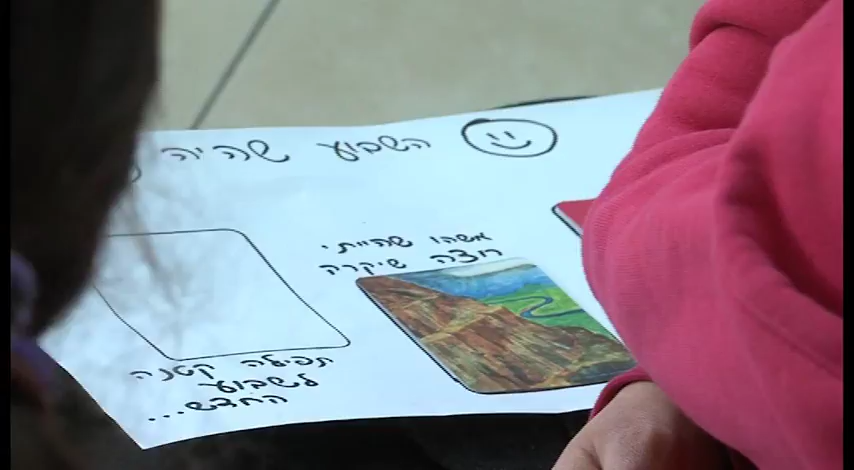 השבוע שהיה
משהו שהייתי
רוצה שיקרה
תפילה קטנה
לשבוע
החדש...